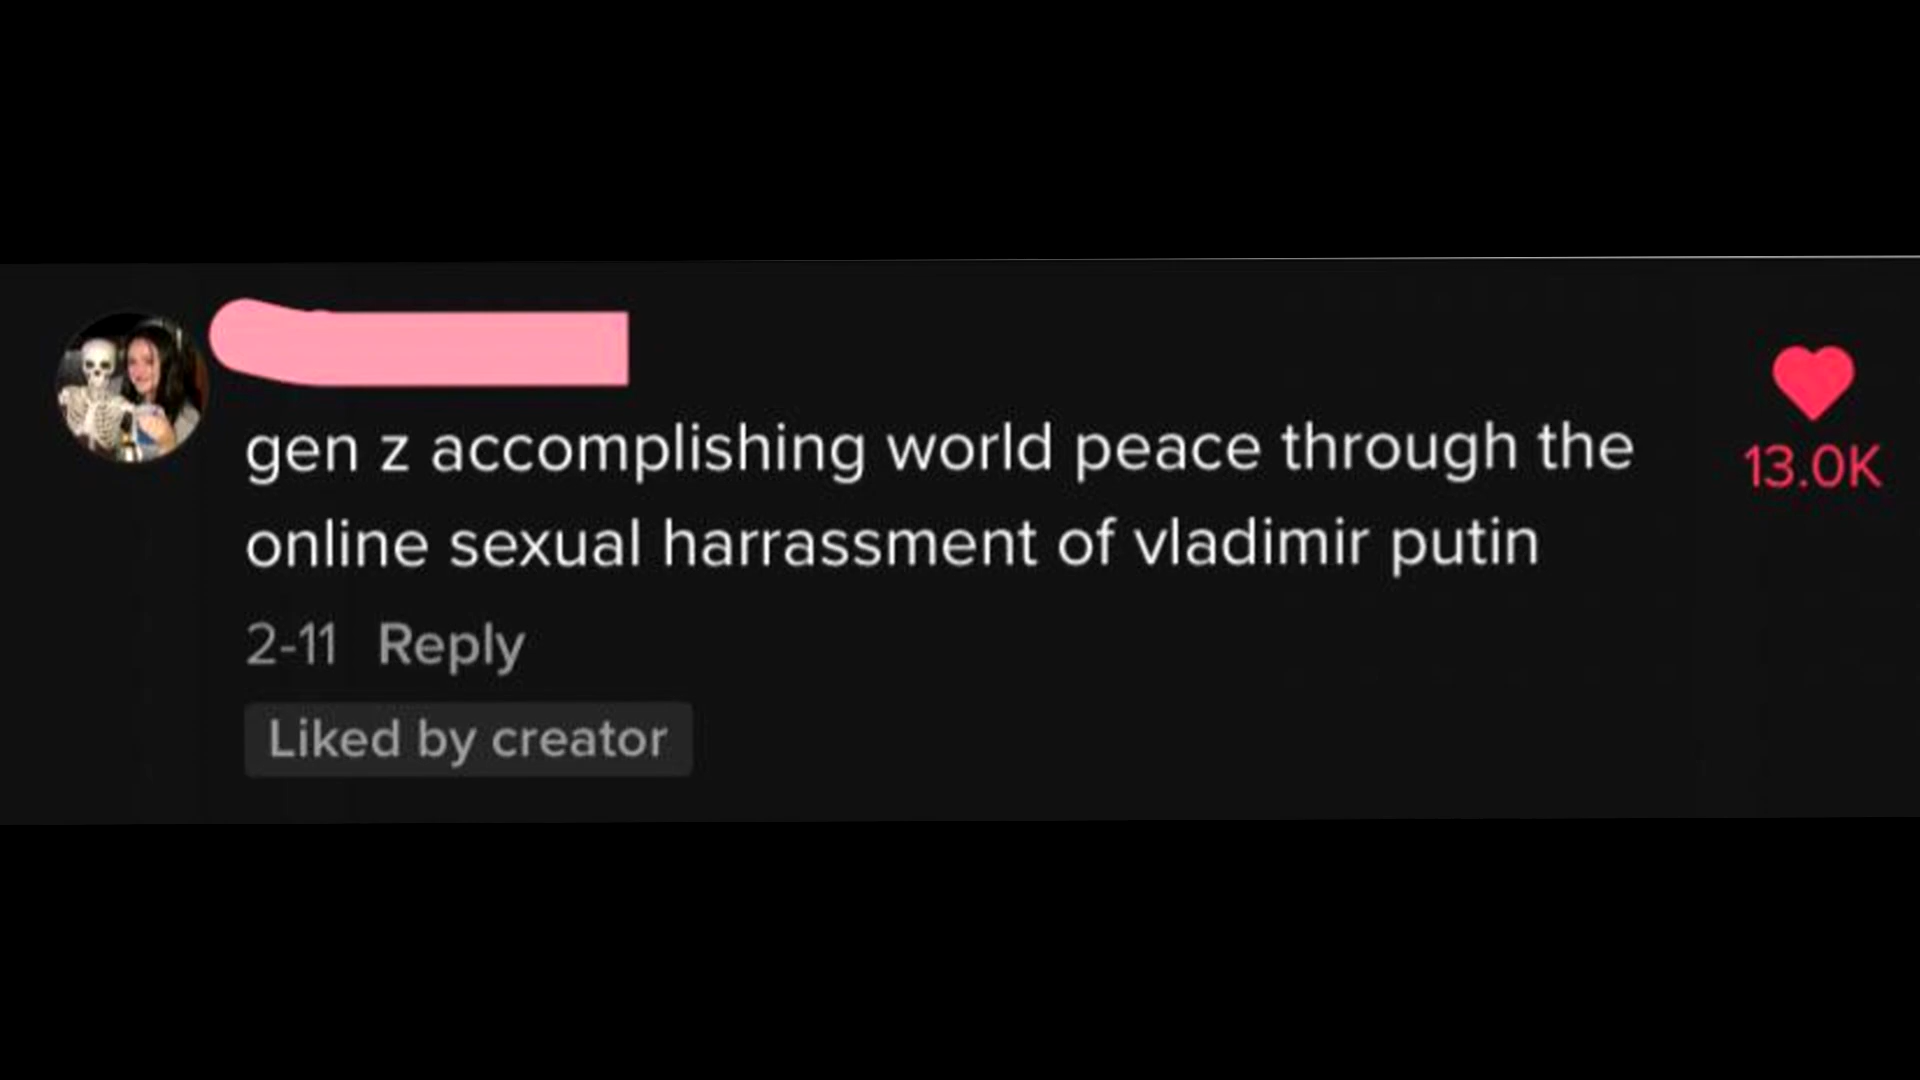 gen z accomplishing world peace through the
online sexual harrassment of vladimir putin
13.0K
2-11 Reply
Liked by creator